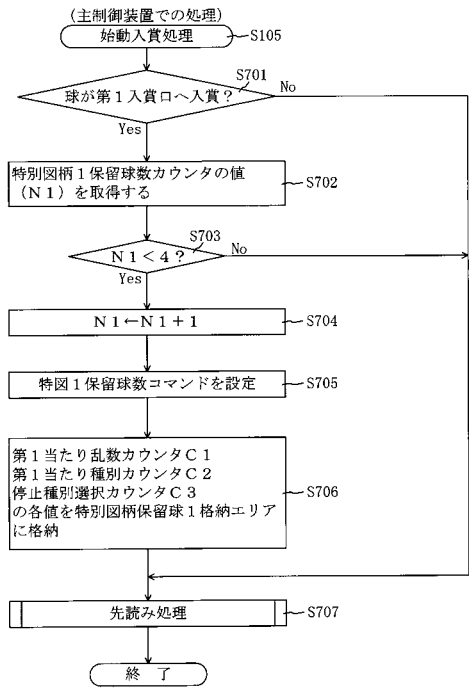 (主制御装置での処理)
始動入賞処理
S105
球が第1入賞口へ入賞?
S701
No
Yes
特別図柄1保留球数カウンタの値
(N1)を取得する
S702
N1<4?
S703
No
Yes
N1←N1+1
S704
特図1保留球数コマンドを設定
S705
第1当たり乱数カウンタC1
第1当たり種別カウンタC2
停止種別選択カウンタC3
の各値を特別図柄保留球1格納エリア
に格納
S706
先読み処理
S707
終 了